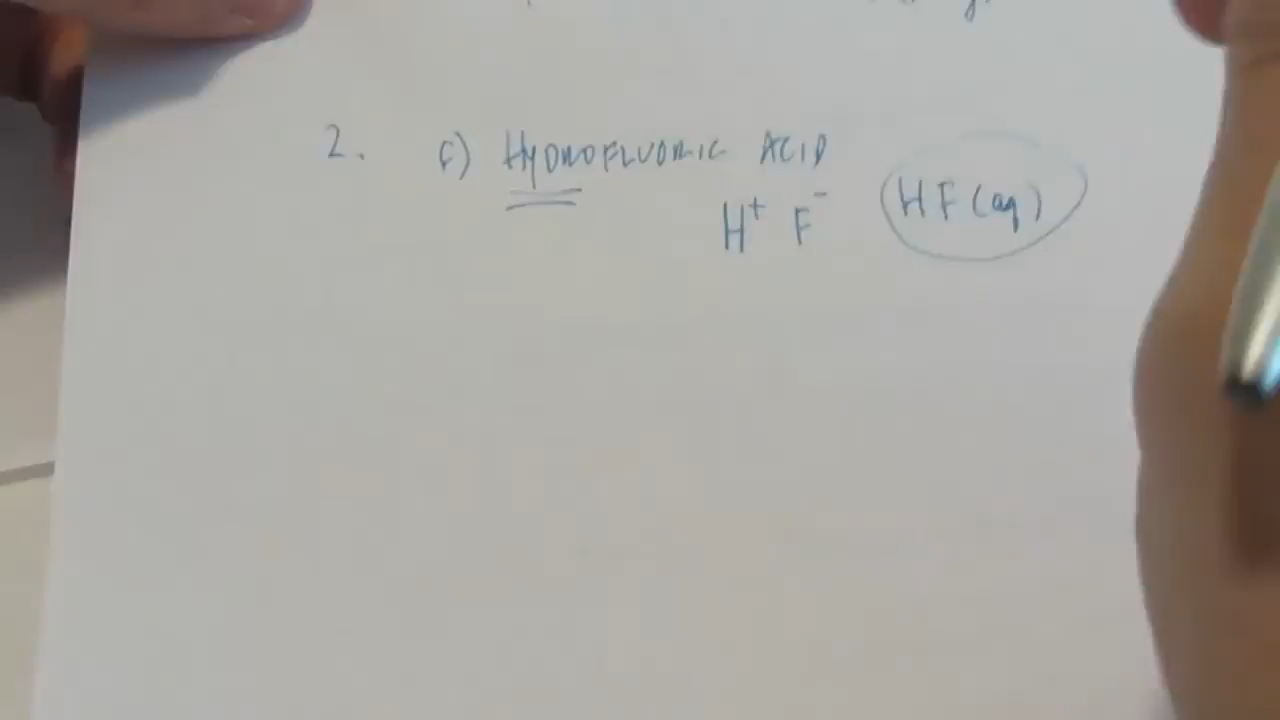 2. c) HYDROFLUORIC ACID
H⁺ F⁻ HF(aq)